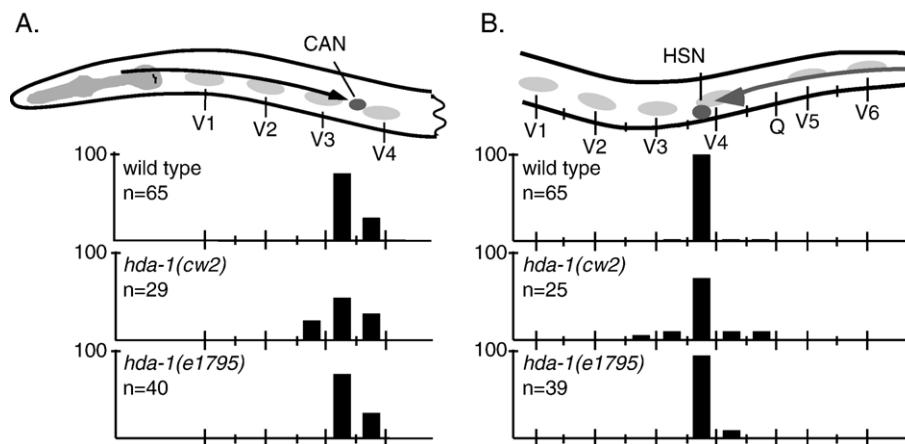 A.
CAN
V1
V2
V3
V4
100
wild type
n=65
100
hda-1(cw2)
n=29
100
hda-1(e1795)
n=40
B.
HSN
V1
V2
V3
V4
Q
V5
V6
100
wild type
n=65
100
hda-1(cw2)
n=25
100
hda-1(e1795)
n=39